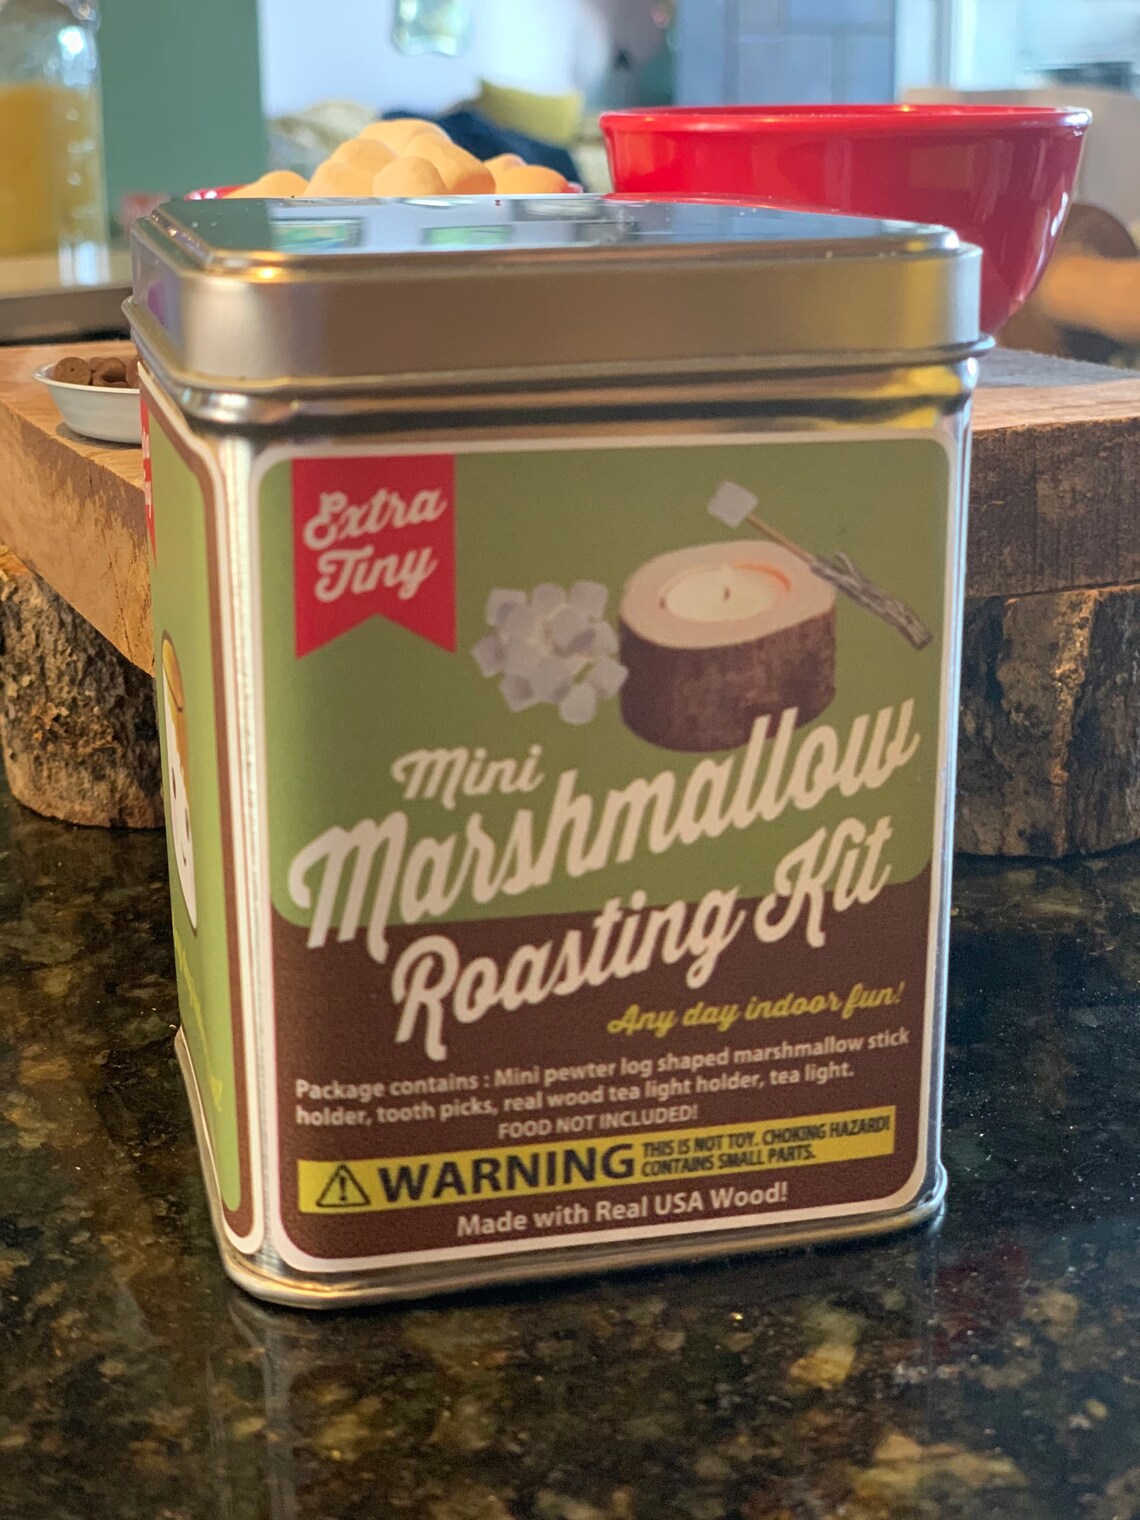 Extra
Tiny
Mini
Marshmallow
Roasting Kit
Any day indoor fun!
Package contains : Mini pewter log shaped marshmallow stick
holder, tooth picks, real wood tea light holder, tea light.
FOOD NOT INCLUDED!
WARNING THIS IS NOT TOY. CHOKING HAZARD!
CONTAINS SMALL PARTS.
Made with Real USA Wood!